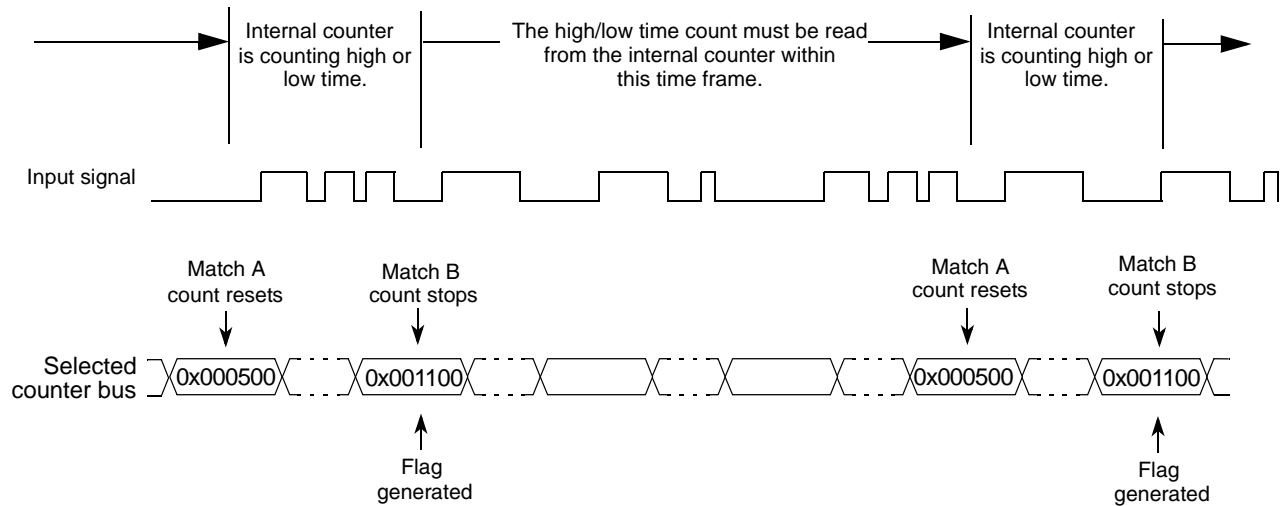 Internal counter
is counting high or
low time.
The high/low time count must be read
from the internal counter within
this time frame.
Internal counter
is counting high or
low time.
Input signal
Match A
count resets
Match B
count stops
Match A
count resets
Match B
count stops
Selected
counter bus
0x000500
0x001100
0x000500
0x001100
Flag
generated
Flag
generated